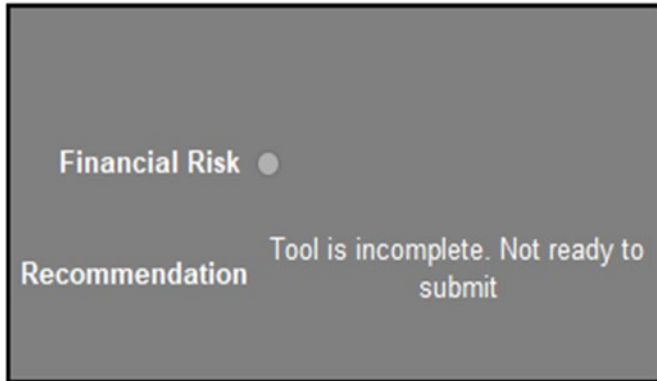 Financial Risk
Recommendation
Tool is incomplete. Not ready to
submit